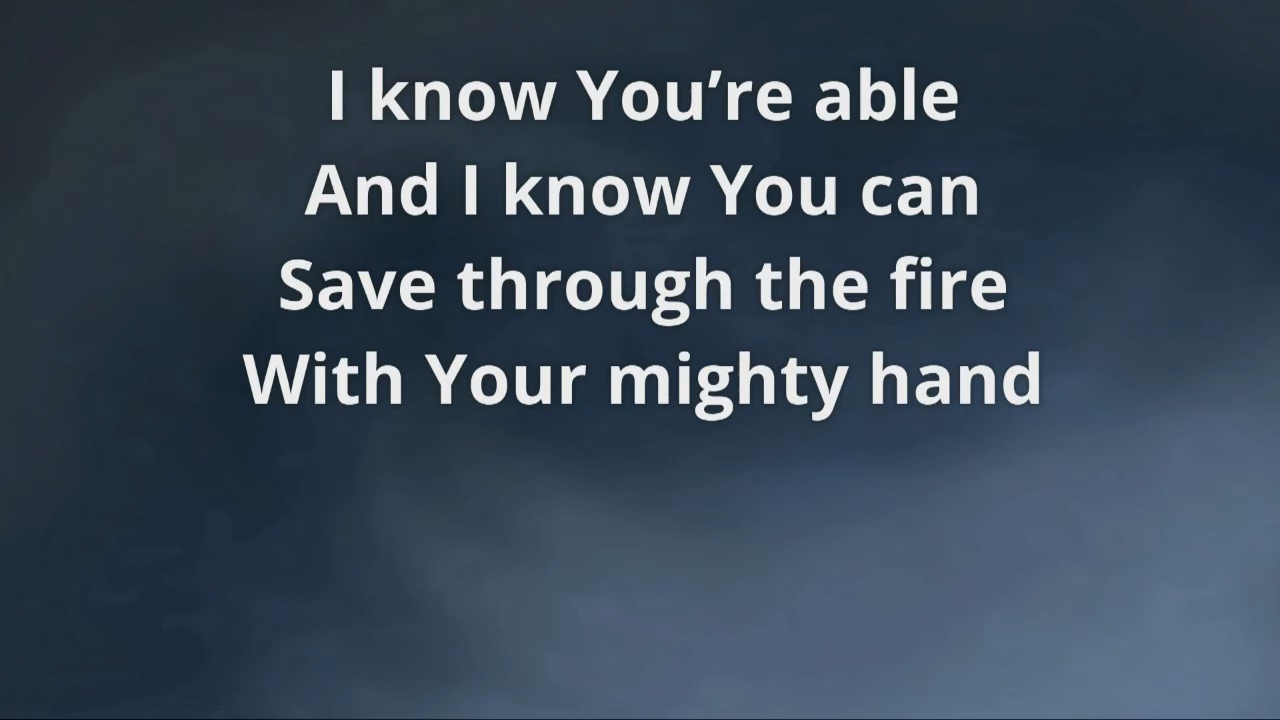 I know You’re able
And I know You can
Save through the fire
With Your mighty hand